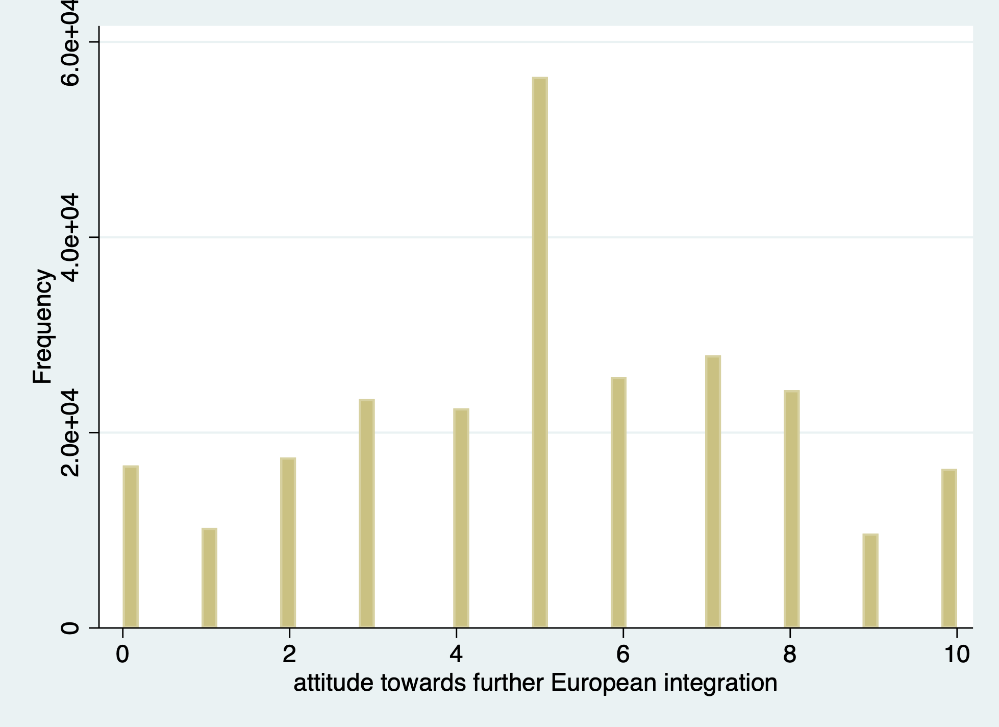 6.0e+04
4.0e+04
2.0e+04
0
Frequency
0 2 4 6 8 10
attitude towards further European integration